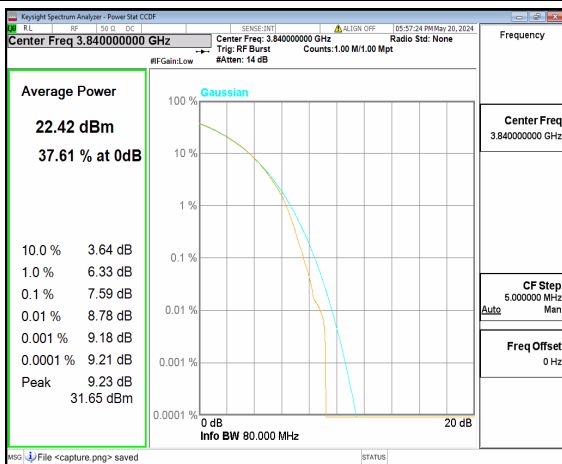 Keysight Spectrum Analyzer - Power Stat CCDF
RL RF 50 Ω DC SENSE:INT ALIGN OFF 05:57:24 PM May 20, 2024
Center Freq 3.840000000 GHz
Center Freq: 3.840000000 GHz Radio Std: None
Trig: RF Burst Counts:1.00 M/1.00 Mpt
#IFGain:Low #Atten: 14 dB
Frequency
Average Power
22.42 dBm
37.61 % at 0dB
10.0 % 3.64 dB
1.0 % 6.33 dB
0.1 % 7.59 dB
0.01 % 8.78 dB
0.001 % 9.18 dB
0.0001 % 9.21 dB
Peak 9.23 dB
31.65 dBm
Gaussian
100 %
10 %
1 %
0.1 %
0.01 %
0.001 %
0.0001 %
0 dB 20 dB
Info BW 80.000 MHz
Center Freq
3.840000000 GHz
CF Step
5.000000 MHz
Auto Man
Freq Offset
0 Hz
MSG File <capture.png> saved STATUS